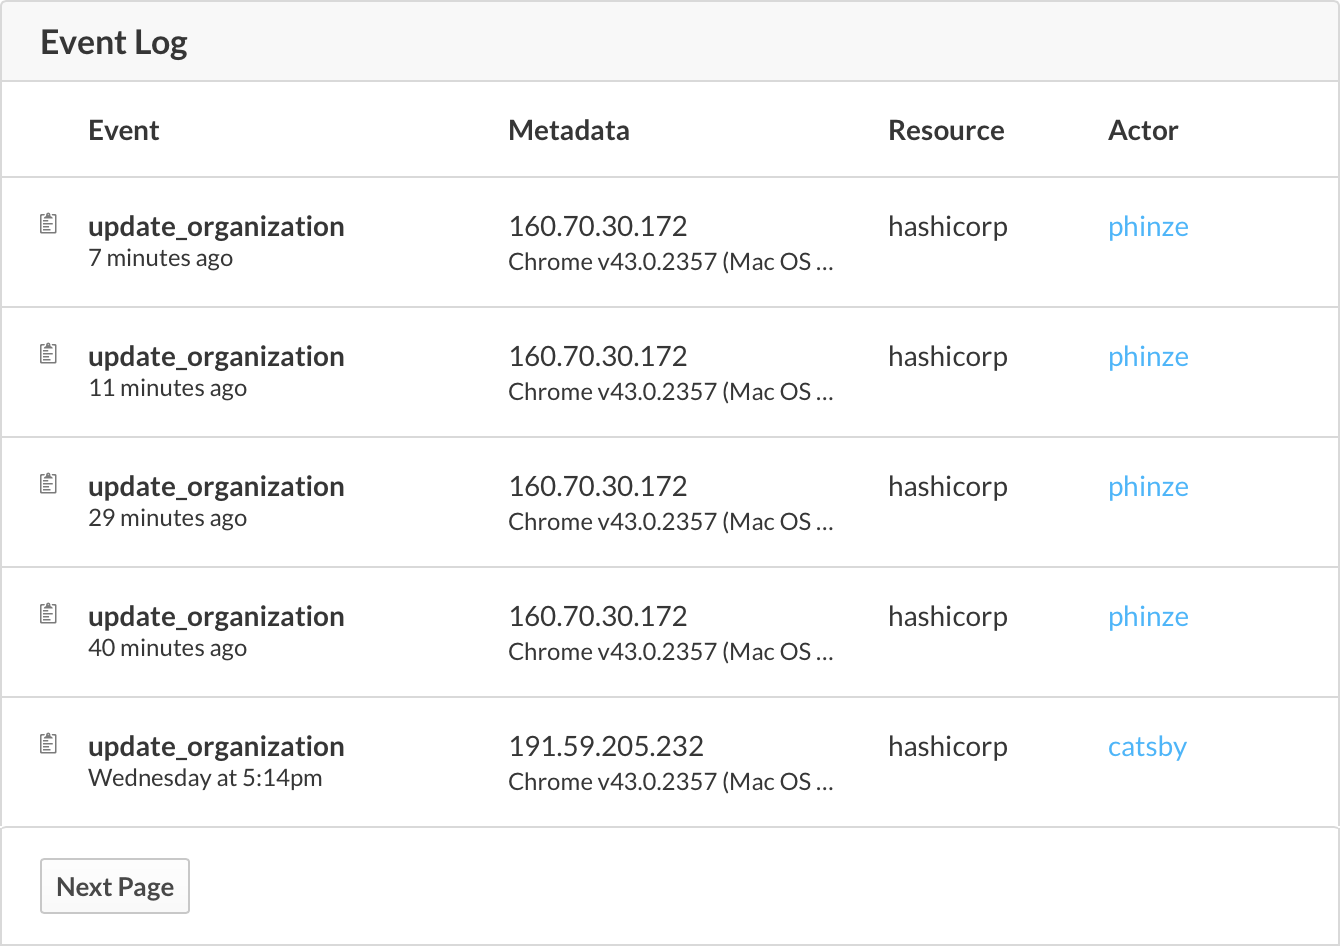 Event Log
Event Metadata Resource Actor
update_organization 160.70.30.172 hashicorp phinze
7 minutes ago Chrome v43.0.2357 (Mac OS ...
update_organization 160.70.30.172 hashicorp phinze
11 minutes ago Chrome v43.0.2357 (Mac OS ...
update_organization 160.70.30.172 hashicorp phinze
29 minutes ago Chrome v43.0.2357 (Mac OS ...
update_organization 160.70.30.172 hashicorp phinze
40 minutes ago Chrome v43.0.2357 (Mac OS ...
update_organization 191.59.205.232 hashicorp catsby
Wednesday at 5:14pm Chrome v43.0.2357 (Mac OS ...
Next Page